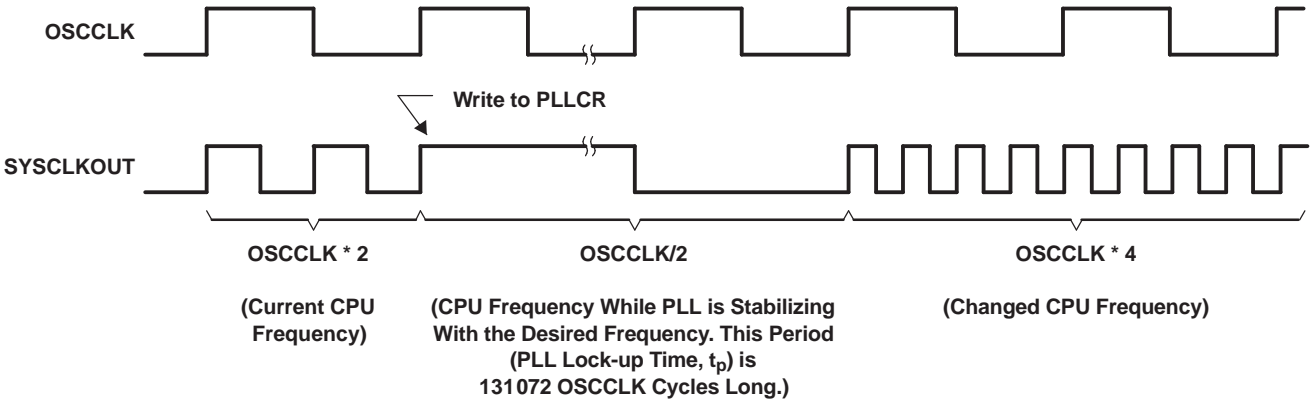 OSCCLK
Write to PLLCR
SYSCLKOUT
OSCCLK * 2
(Current CPU
Frequency)
OSCCLK/2
(CPU Frequency While PLL is Stabilizing
With the Desired Frequency. This Period
(PLL Lock-up Time, tp) is
131072 OSCCLK Cycles Long.)
OSCCLK * 4
(Changed CPU Frequency)